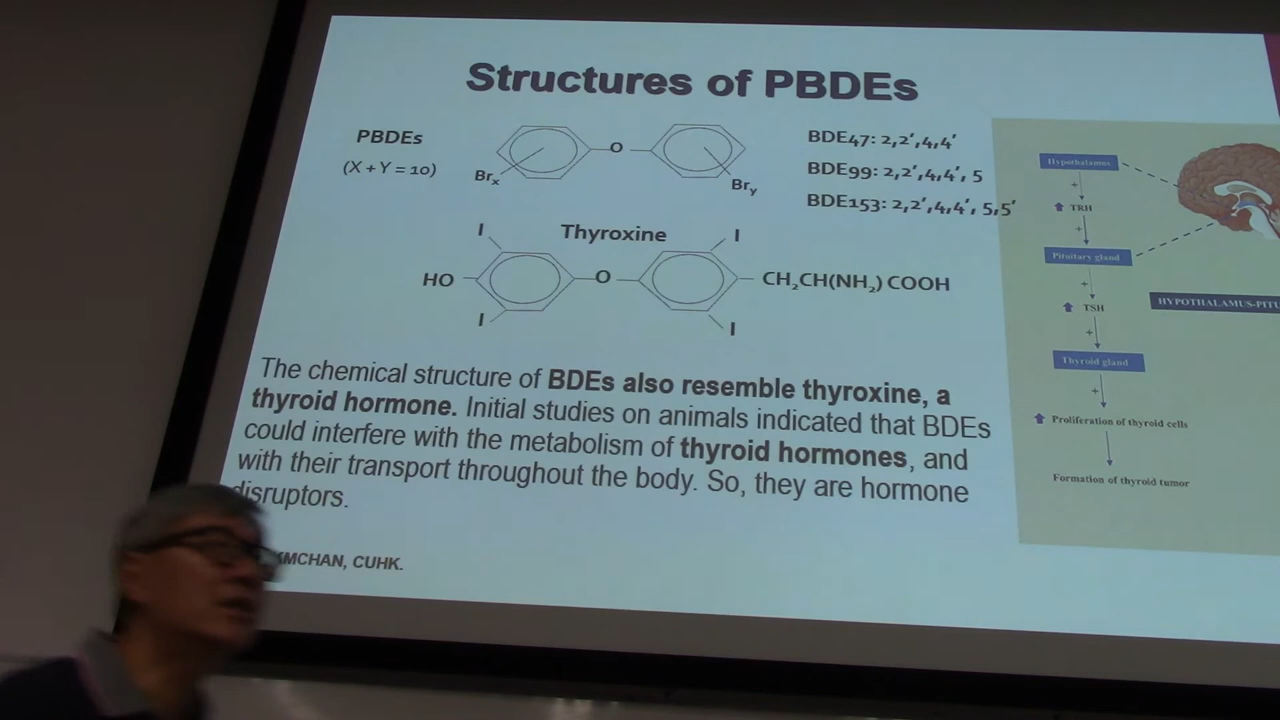 Structures of PBDEs
PBDEs
(X + Y = 10)
O
Brₓ
Brᵧ
BDE47: 2,2′,4,4′
BDE99: 2,2′,4,4′, 5
BDE153: 2,2′,4,4′, 5,5′
Thyroxine
I
I
HO
O
CH₂CH(NH₂) COOH
I
I
The chemical structure of BDEs also resemble thyroxine, a
thyroid hormone. Initial studies on animals indicated that BDEs
could interfere with the metabolism of thyroid hormones, and
with their transport throughout the body. So, they are hormone
disruptors.
KMCHAN, CUHK.
Hypothalamus
+
TRH
+
Pituitary gland
+
TSH
+
Thyroid gland
+
Proliferation of thyroid cells
Formation of thyroid tumor
HYPOTHALAMUS-PITU